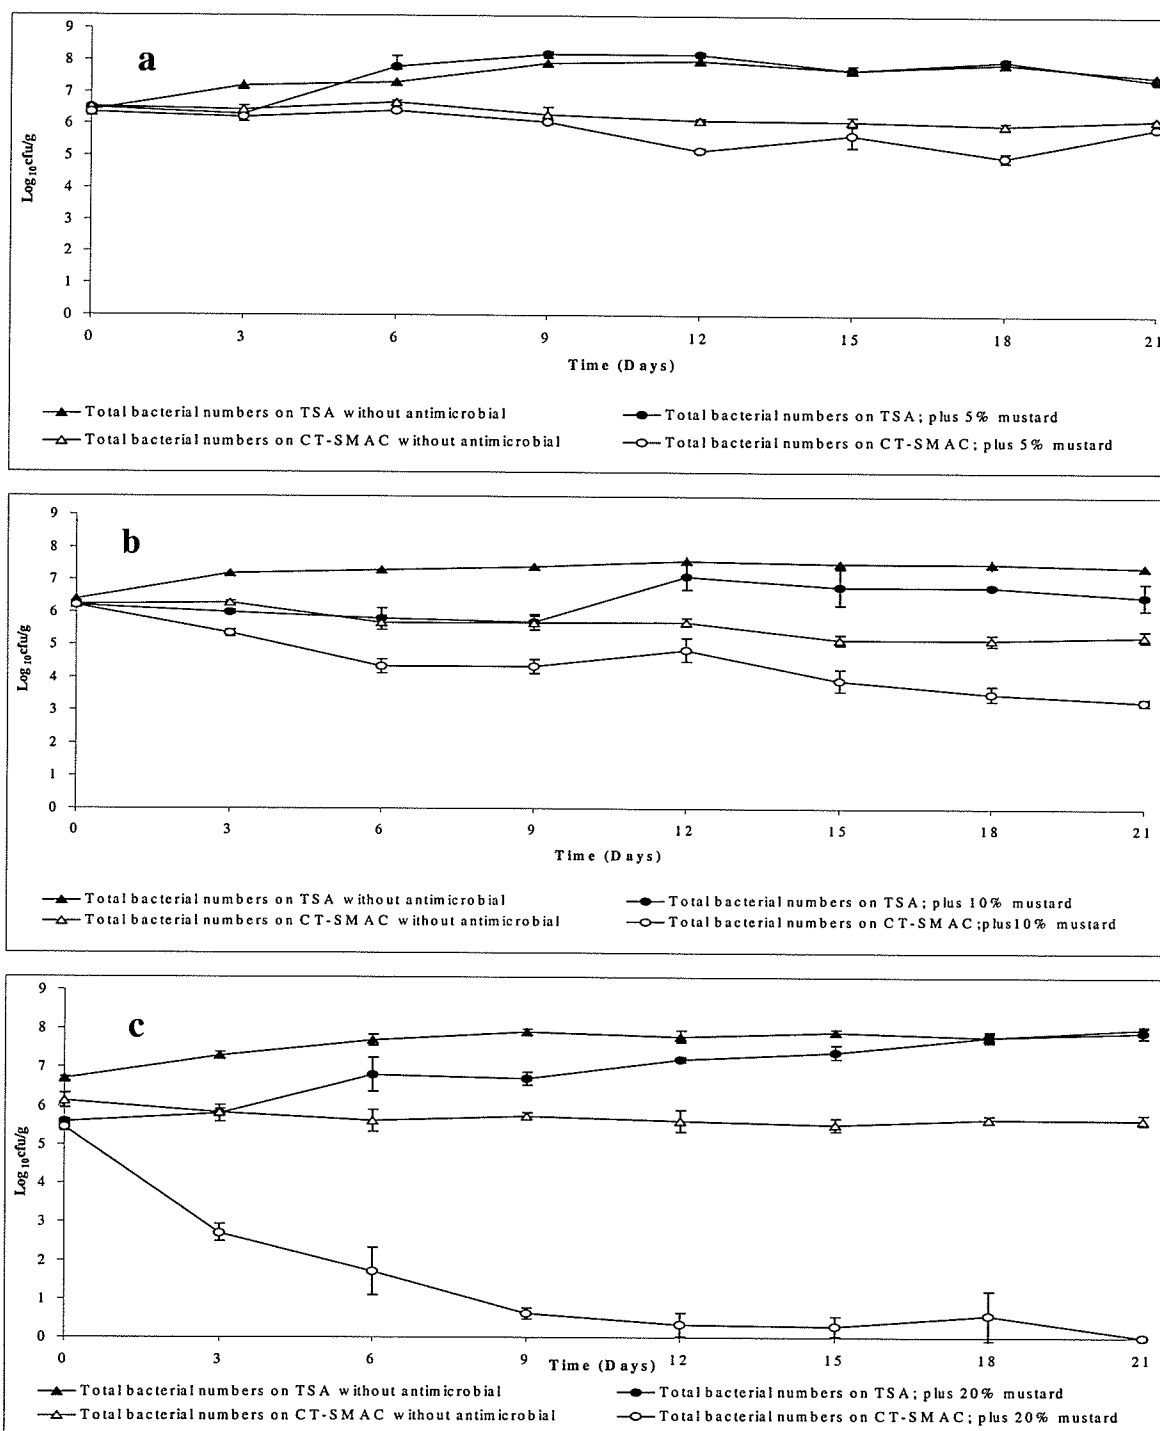 9
a
8
7
6
5
4
3
2
1
0
Log10cfu/g
0 3 6 9 12 15 18 21
Time (Days)
Total bacterial numbers on TSA without antimicrobial Total bacterial numbers on TSA; plus 5% mustard
Total bacterial numbers on CT-SMAC without antimicrobial Total bacterial numbers on CT-SMAC; plus 5% mustard
9
b
8
7
6
5
4
3
2
1
0
Log10cfu/g
0 3 6 9 12 15 18 21
Time (Days)
Total bacterial numbers on TSA without antimicrobial Total bacterial numbers on TSA; plus 10% mustard
Total bacterial numbers on CT-SMAC without antimicrobial Total bacterial numbers on CT-SMAC;plus10% mustard
9
c
8
7
6
5
4
3
2
1
0
Log10cfu/g
0 3 6 9 Time (Days) 12 15 18 21
Total bacterial numbers on TSA without antimicrobial Total bacterial numbers on TSA; plus 20% mustard
Total bacterial numbers on CT-SMAC without antimicrobial Total bacterial numbers on CT-SMAC; plus 20% mustard